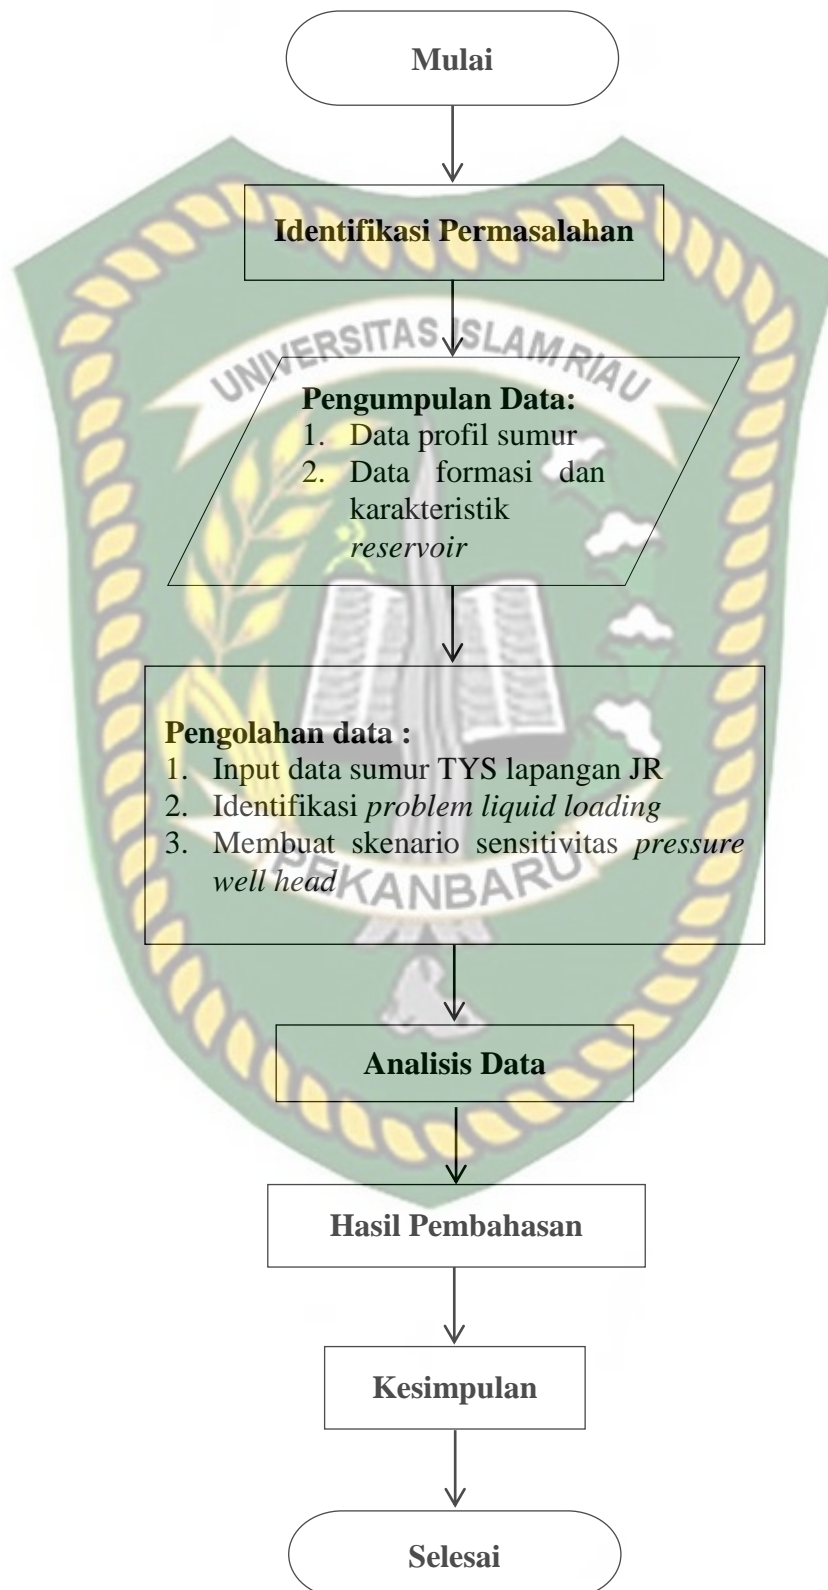 Mulai
Identifikasi Permasalahan
UNIVERSITAS ISLAM RIAU
Pengumpulan Data:
1. Data profil sumur
2. Data formasi dan
karakteristik
reservoir
Pengolahan data :
1. Input data sumur TYS lapangan JR
2. Identifikasi problem liquid loading
3. Membuat skenario sensitivitas pressure
well head
PEKANBARU
Analisis Data
Hasil Pembahasan
Kesimpulan
Selesai